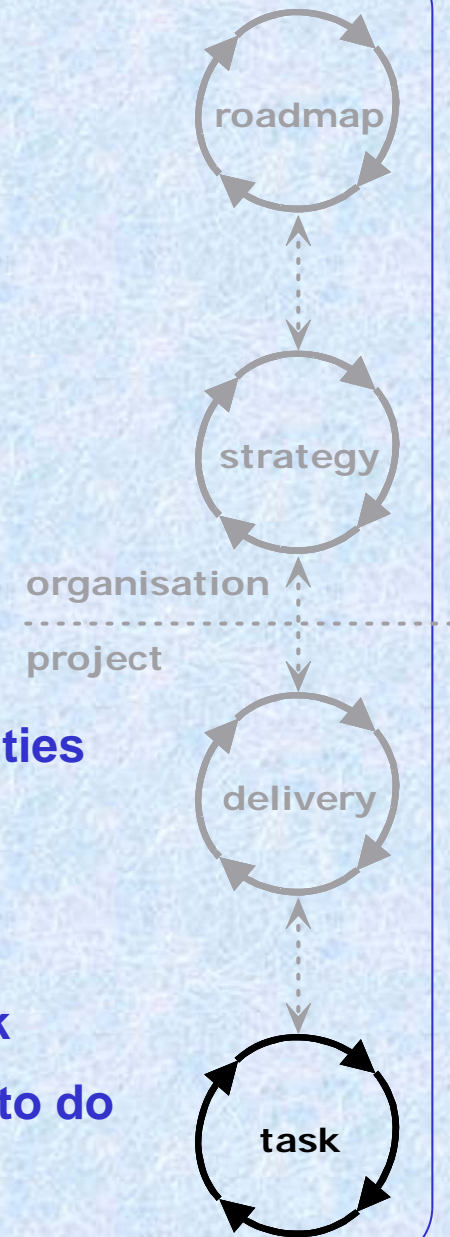 roadmap
strategy
organisation
project
ties
delivery
k
to do
task